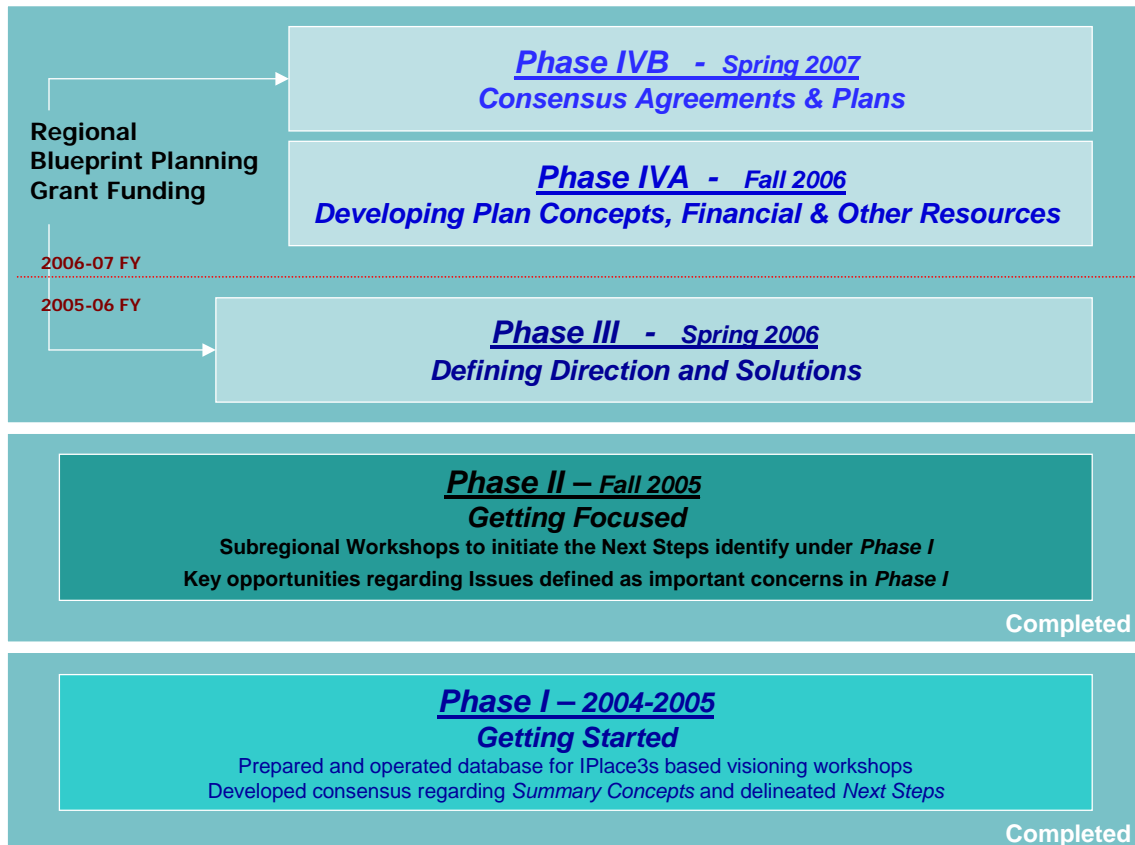 Phase IVB - Spring 2007
Consensus Agreements & Plans
Regional
Blueprint Planning
Grant Funding
Phase IVA - Fall 2006
Developing Plan Concepts, Financial & Other Resources
2006-07 FY
2005-06 FY
Phase III - Spring 2006
Defining Direction and Solutions
Phase II – Fall 2005
Getting Focused
Subregional Workshops to initiate the Next Steps identify under Phase I
Key opportunities regarding Issues defined as important concerns in Phase I
Completed
Phase I – 2004-2005
Getting Started
Prepared and operated database for IPlace3s based visioning workshops
Developed consensus regarding Summary Concepts and delineated Next Steps
Completed